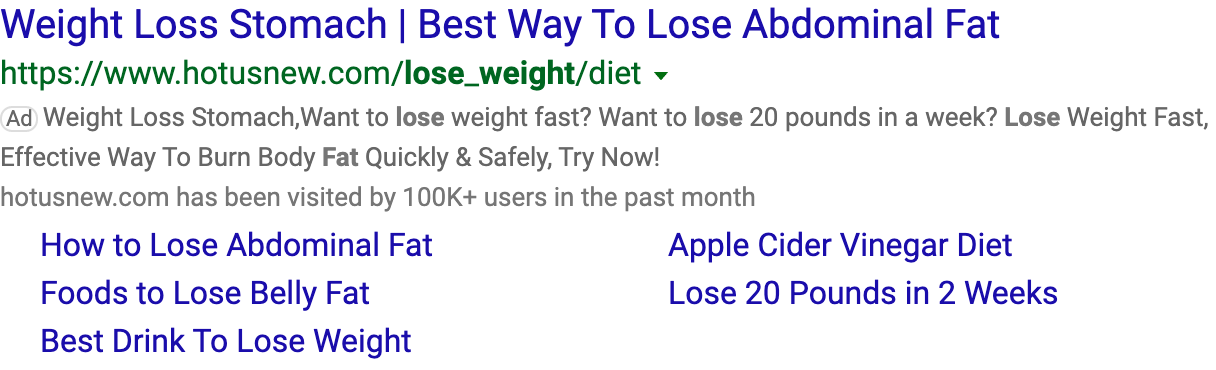 Weight Loss Stomach | Best Way To Lose Abdominal Fat
https://www.hotusnew.com/lose_weight/diet
Ad Weight Loss Stomach,Want to lose weight fast? Want to lose 20 pounds in a week? Lose Weight Fast,
Effective Way To Burn Body Fat Quickly & Safely, Try Now!
hotusnew.com has been visited by 100K+ users in the past month
How to Lose Abdominal Fat
Apple Cider Vinegar Diet
Foods to Lose Belly Fat
Lose 20 Pounds in 2 Weeks
Best Drink To Lose Weight